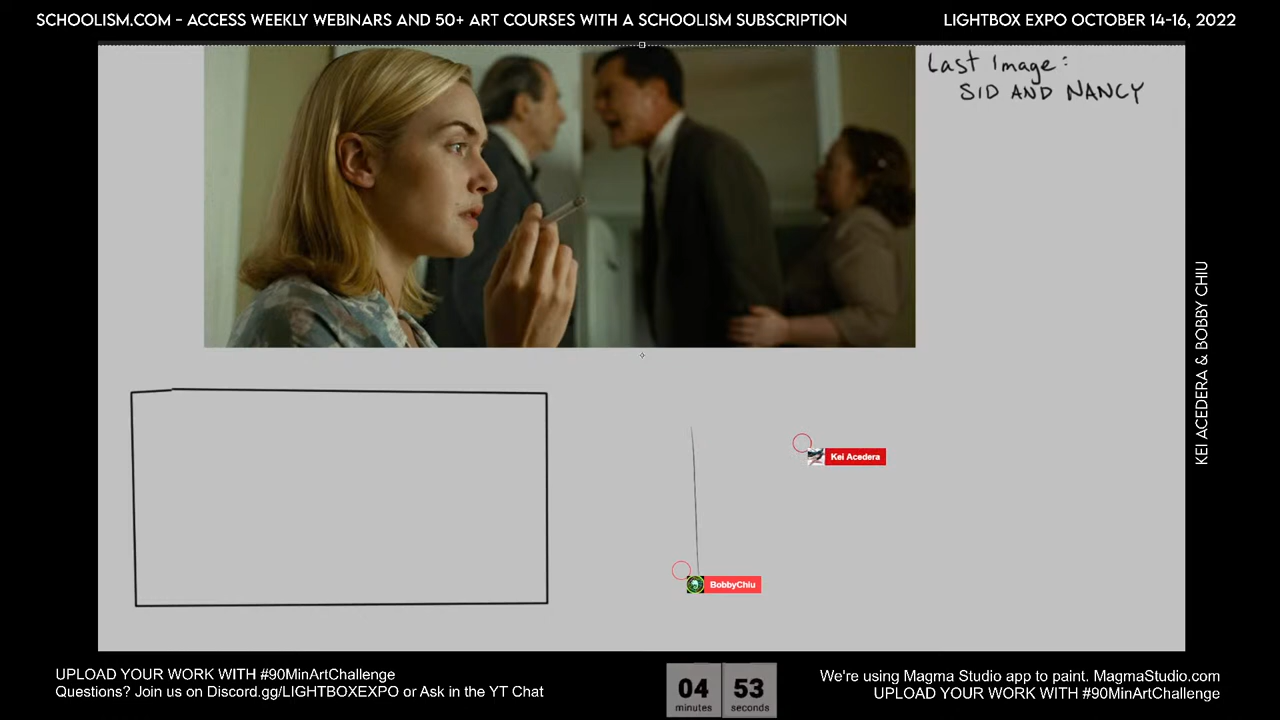 SCHOOLISM.COM – ACCESS WEEKLY WEBINARS AND 50+ ART COURSES WITH A SCHOOLISM SUBSCRIPTION
LIGHTBOX EXPO OCTOBER 14-16, 2022
Last Image:
SID AND NANCY
KEI ACEDERA & BOBBY CHIU
Kei Acedera
BobbyChiu
UPLOAD YOUR WORK WITH #90MinArtChallenge
Questions? Join us on Discord.gg/LIGHTBOXEXPO or Ask in the YT Chat
04 53
minutes seconds
We're using Magma Studio app to paint. MagmaStudio.com
UPLOAD YOUR WORK WITH #90MinArtChallenge